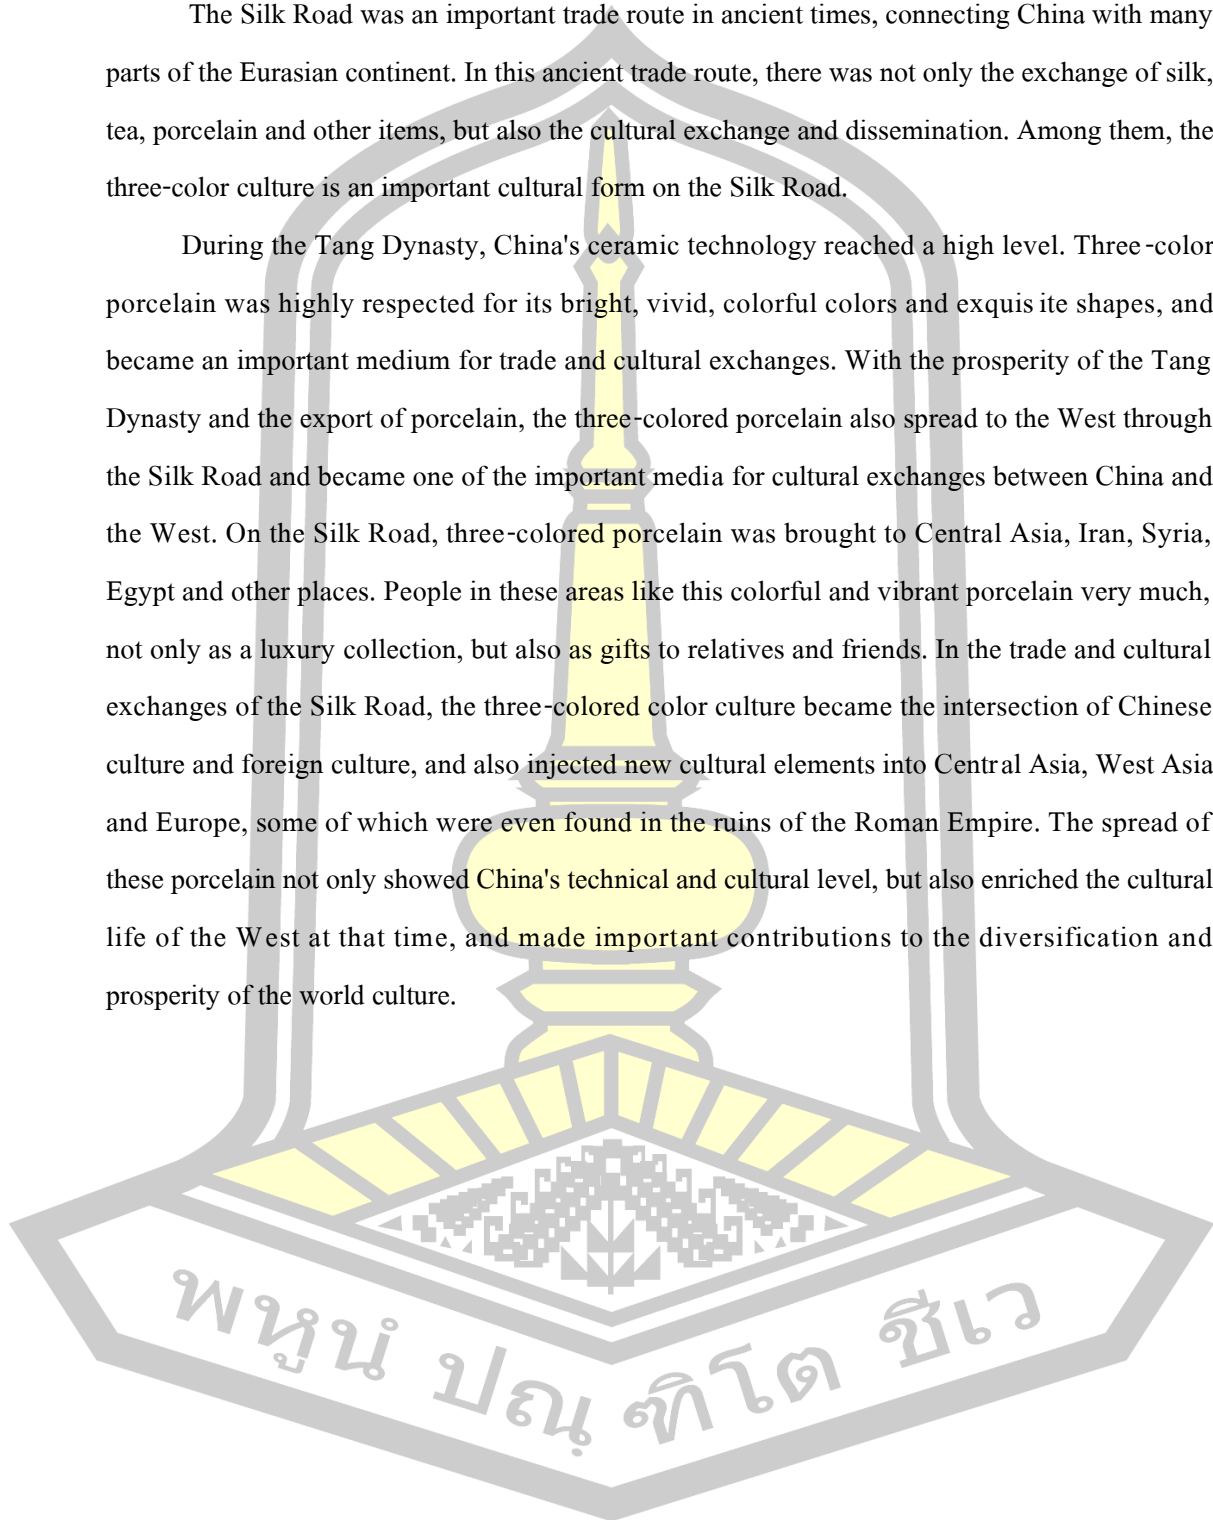 The Silk Road was an important trade route in ancient times, connecting China with many
parts of the Eurasian continent. In this ancient trade route, there was not only the exchange of silk,
tea, porcelain and other items, but also the cultural exchange and dissemination. Among them, the
three-color culture is an important cultural form on the Silk Road.
During the Tang Dynasty, China's ceramic technology reached a high level. Three-color
porcelain was highly respected for its bright, vivid, colorful colors and exquisite shapes, and
became an important medium for trade and cultural exchanges. With the prosperity of the Tang
Dynasty and the export of porcelain, the three-colored porcelain also spread to the West through
the Silk Road and became one of the important media for cultural exchanges between China and
the West. On the Silk Road, three-colored porcelain was brought to Central Asia, Iran, Syria,
Egypt and other places. People in these areas like this colorful and vibrant porcelain very much,
not only as a luxury collection, but also as gifts to relatives and friends. In the trade and cultural
exchanges of the Silk Road, the three-colored color culture became the intersection of Chinese
culture and foreign culture, and also injected new cultural elements into Central Asia, West Asia
and Europe, some of which were even found in the ruins of the Roman Empire. The spread of
these porcelain not only showed China's technical and cultural level, but also enriched the cultural
life of the West at that time, and made important contributions to the diversification and
prosperity of the world culture.
พหูนํ ปณฺฑิโต ชีเว